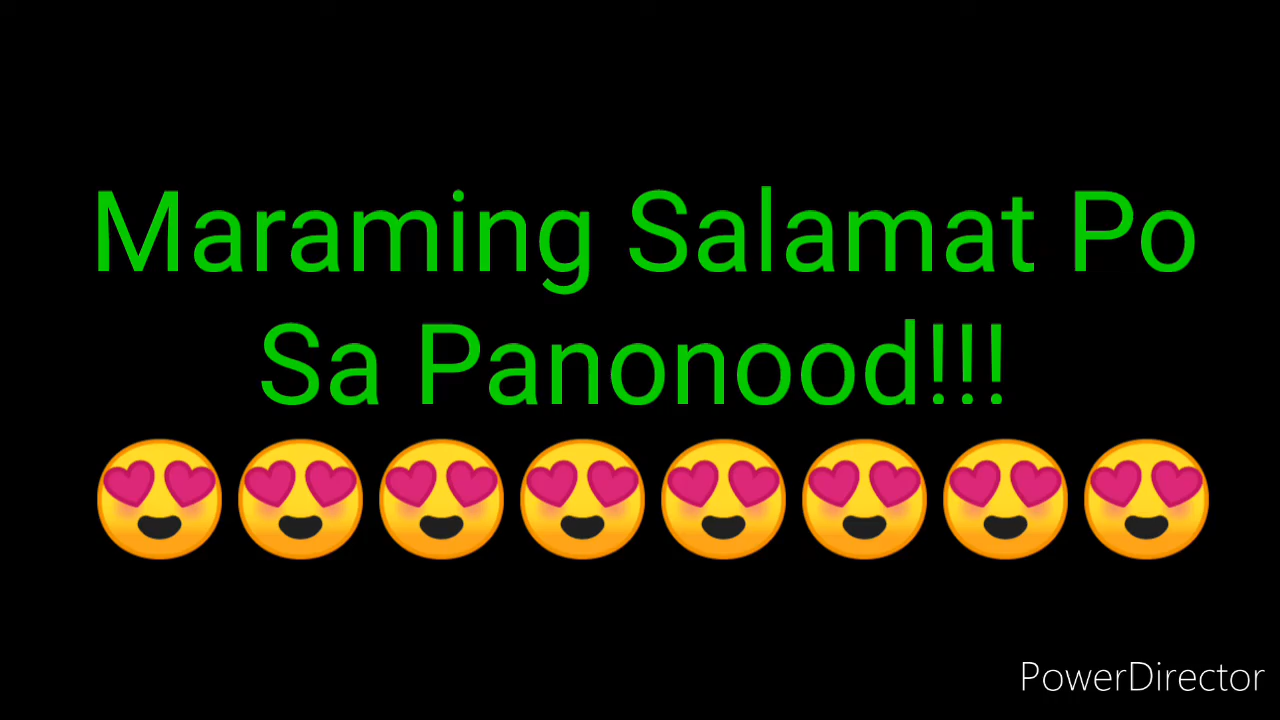 Maraming Salamat Po
Sa Panonood!!!
😍😍😍😍😍😍😍😍
PowerDirector